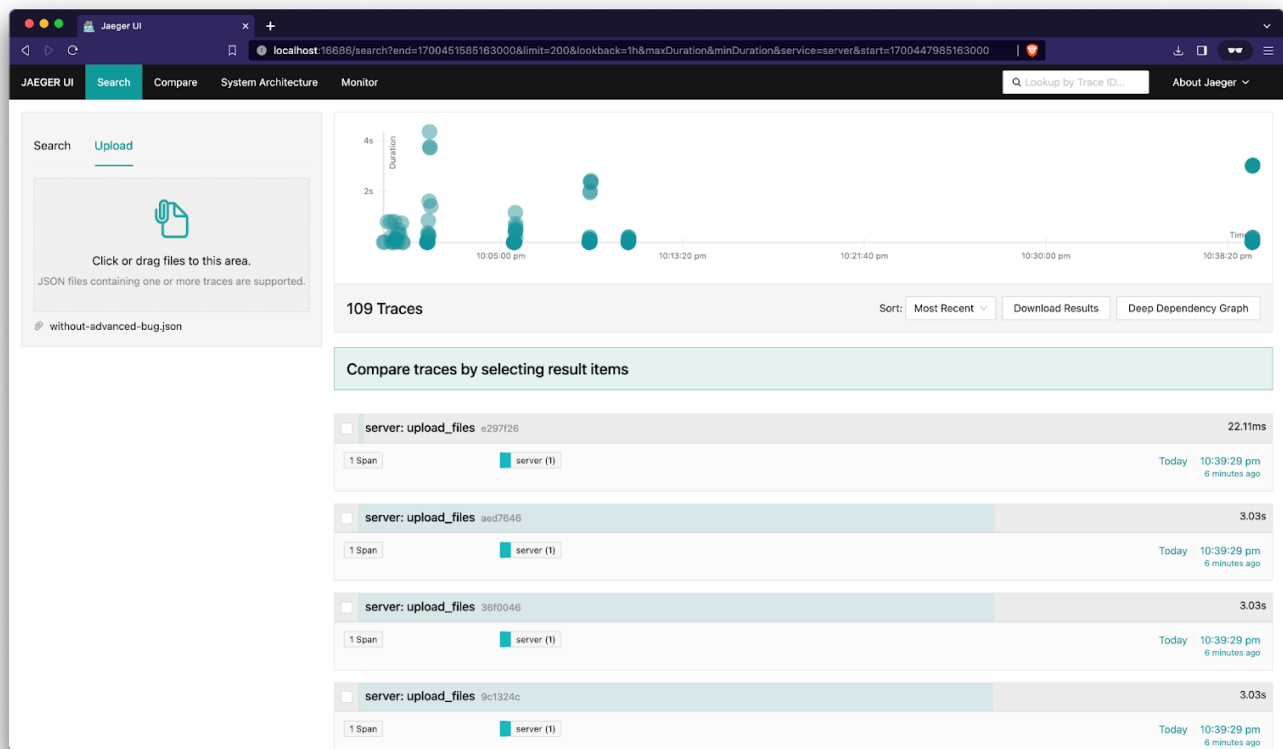 Jaeger UI
localhost:16686/search?end=1700451585163000&limit=200&lookback=1h&maxDuration&minDuration&service=server&start=1700447985163000
JAEGER UI Search Compare System Architecture Monitor Lookup by Trace ID... About Jaeger
Search Upload
Click or drag files to this area.
JSON files containing one or more traces are supported.
without-advanced-bug.json
Duration
4s
2s
Time
10:05:00 pm 10:13:20 pm 10:21:40 pm 10:30:00 pm 10:38:20 pm
109 Traces Sort: Most Recent Download Results Deep Dependency Graph
Compare traces by selecting result items
server: upload_files e297f26 22.11ms
1 Span server (1) Today 10:39:29 pm
6 minutes ago
server: upload_files aed7646 3.03s
1 Span server (1) Today 10:39:29 pm
6 minutes ago
server: upload_files 36f0046 3.03s
1 Span server (1) Today 10:39:29 pm
6 minutes ago
server: upload_files 9c1324c 3.03s
1 Span server (1) Today 10:39:29 pm
6 minutes ago